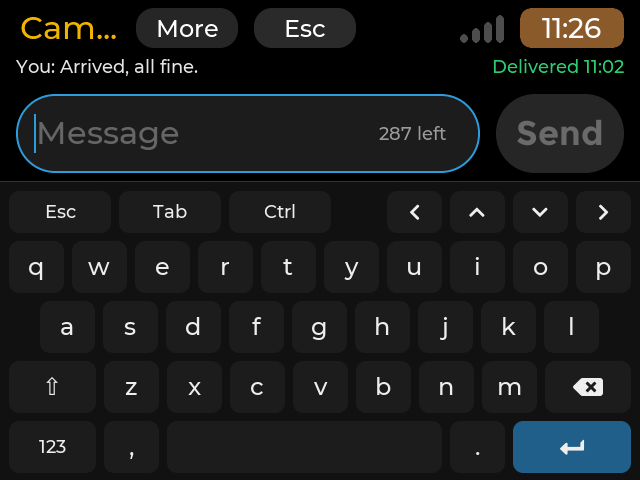 Cam... More Esc 11:26
You: Arrived, all fine. Delivered 11:02
Message 287 left Send
Esc Tab Ctrl
q w e r t y u i o p
a s d f g h j k l
z x c v b n m
123 , .